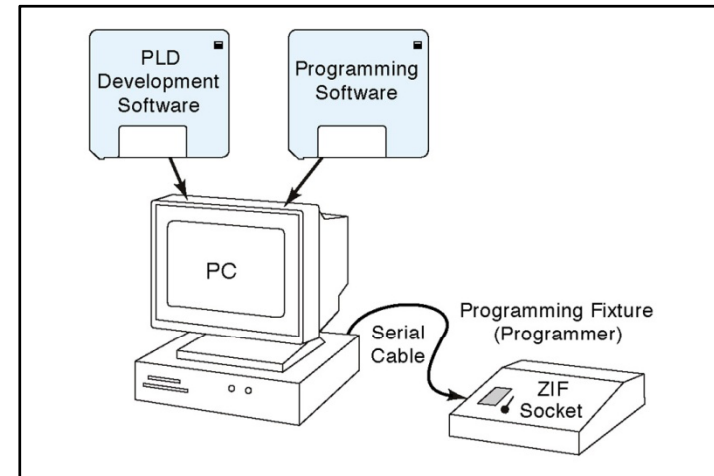 PLD
Development
Software
Programming
Software
PC
Serial
Cable
Programming Fixture
(Programmer)
ZIF
Socket